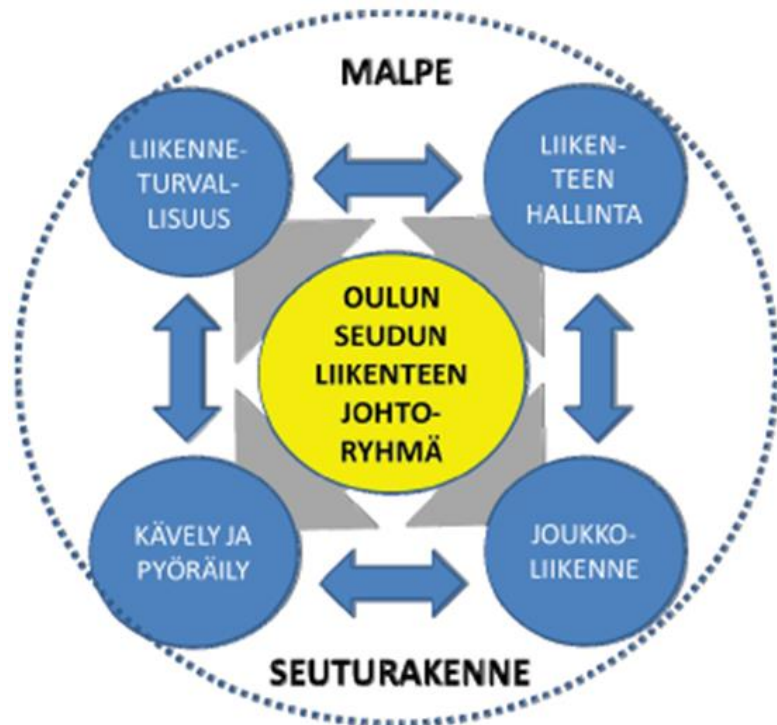 MALPE
LIIKENNE-
TURVAL-
LISUUS
LIIKEN-
TEEN
HALLINTA
OULUN
SEUDUN
LIIKENTEEN
JOHTO-
RYHMÄ
KÄVELY JA
PYÖRÄILY
JOUKKO-
LIIKENNE
SEUTURAKENNE